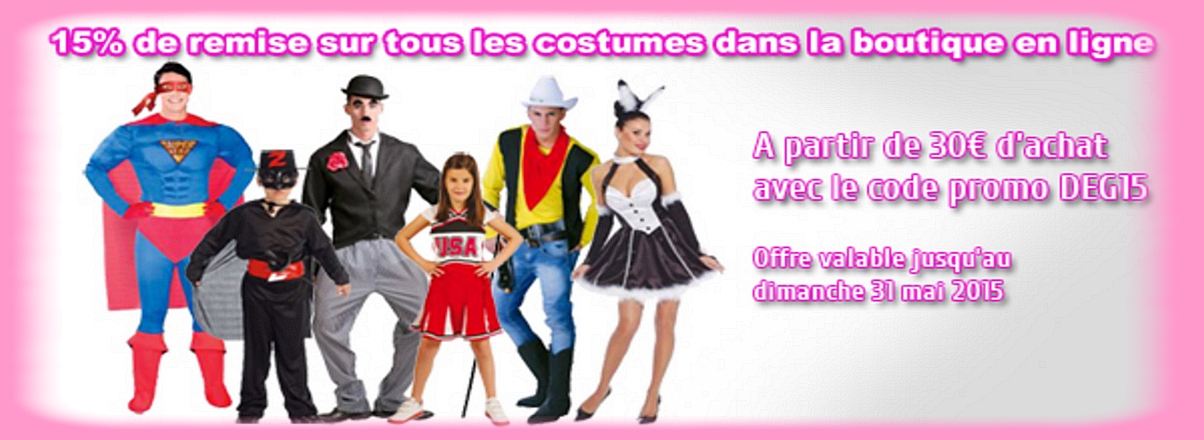 15% de remise sur tous les costumes dans la boutique en ligne
A partir de 30€ d'achat
avec le code promo DEG15
Offre valable jusqu'au
dimanche 31 mai 2015
Z
USA